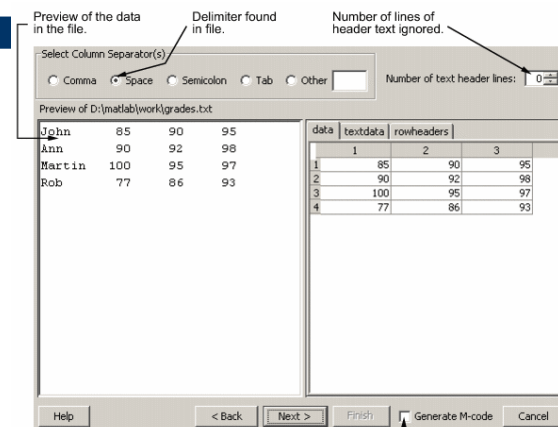 Preview of the data
in the file.
Delimiter found
in file.
Number of lines of
header text ignored.
Select Column Separator(s)
Comma Space Semicolon Tab Other
Number of text header lines: 0
Preview of D:\matlab\work\grades.txt
John 85 90 95
Ann 90 92 98
Martin 100 95 97
Rob 77 86 93
data textdata rowheaders
1 2 3
1 85 90 95
2 90 92 98
3 100 95 97
4 77 86 93
Help < Back Next > Finish Generate M-code Cancel